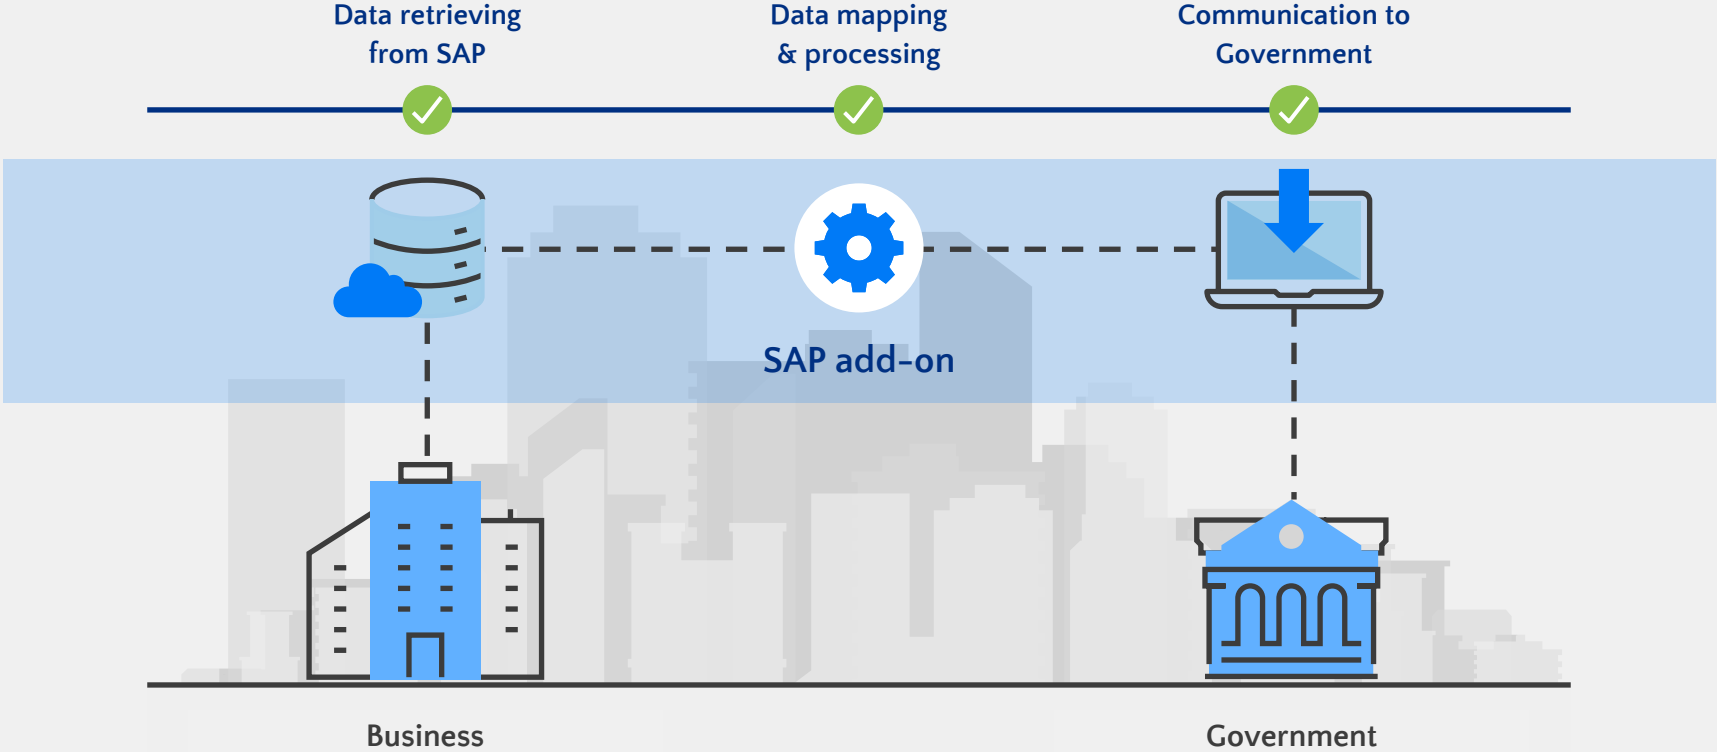 Data retrieving
from SAP
Data mapping
& processing
Communication to
Government
SAP add-on
Business
Government